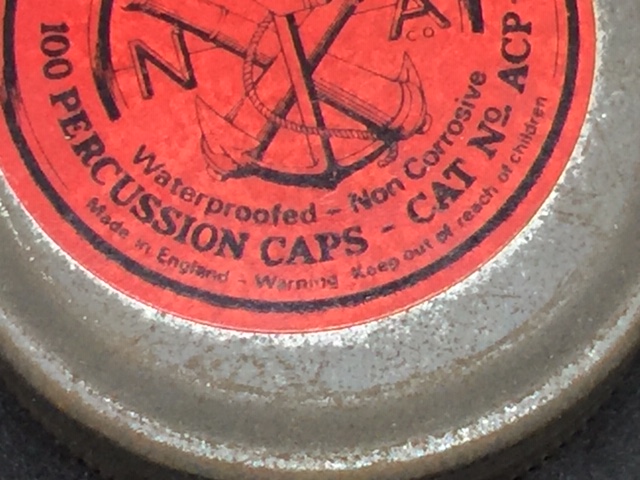 N
A
CO
Waterproofed - Non Corrosive
100 PERCUSSION CAPS - CAT Nº ACP
Made in England - Warning Keep out of reach of children